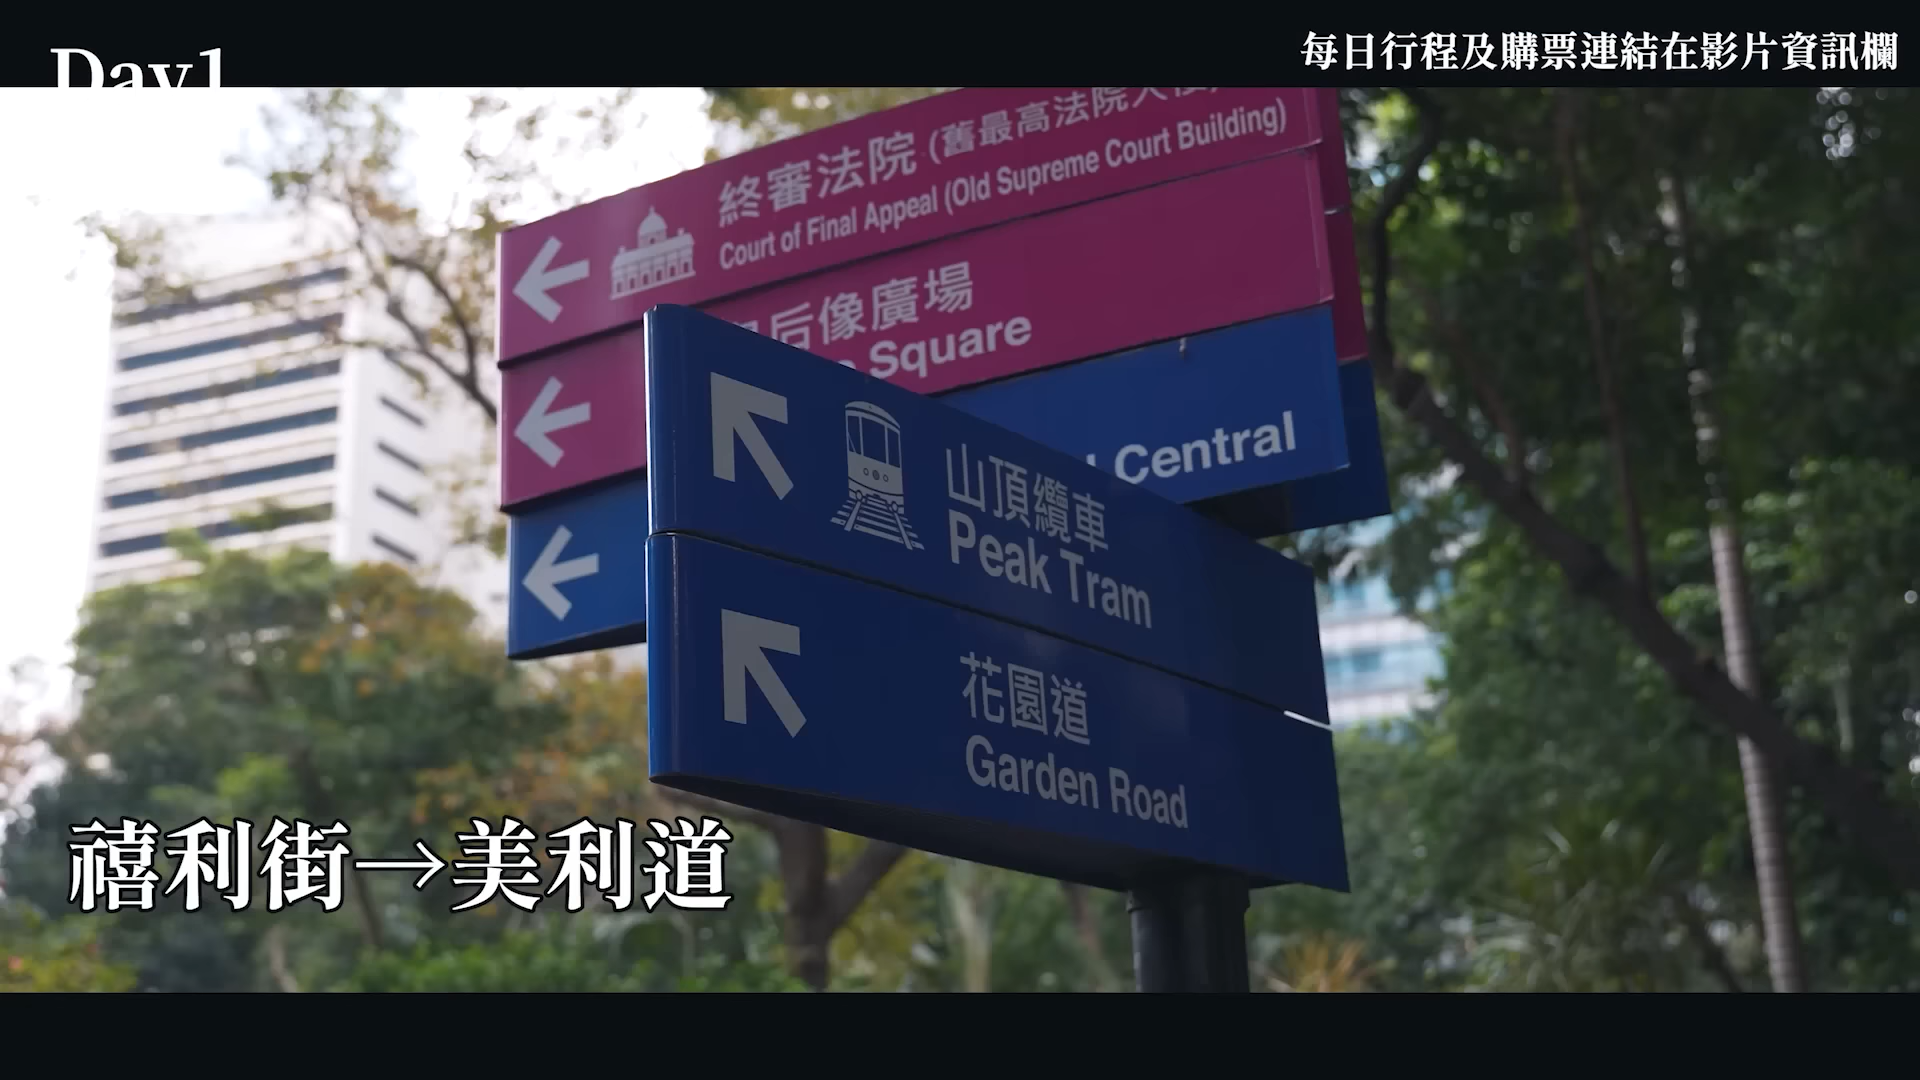 Day1
每日行程及購票連結在影片資訊欄
終審法院(舊最高法院大樓)
Court of Final Appeal (Old Supreme Court Building)
后像廣場
Square
Central
山頂纜車
Peak Tram
花園道
Garden Road
禧利街→美利道